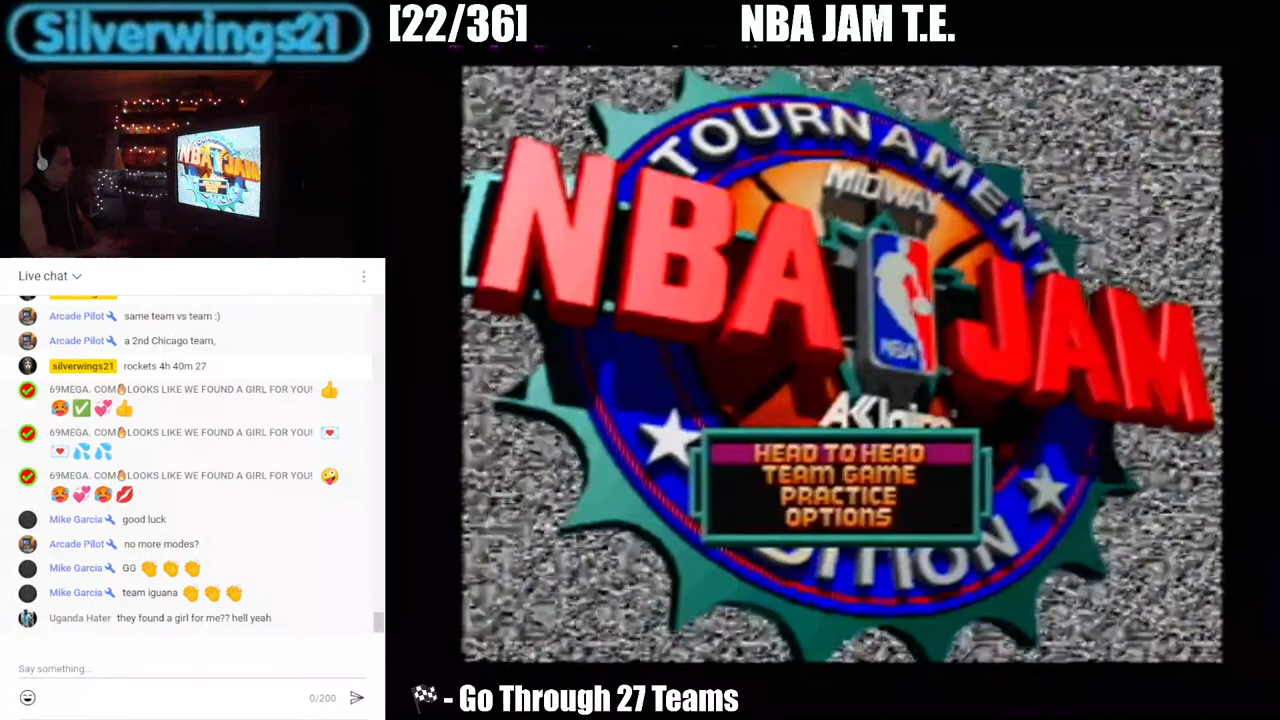 Silverwings21
[22/36]
NBA JAM T.E.
Live chat
Arcade Pilot same team vs team :)
Arcade Pilot a 2nd Chicago team,
silverwings21 rockets 4h 40m 27
69MEGA. COM🔥LOOKS LIKE WE FOUND A GIRL FOR YOU! 👍
🥵✅💞👍
69MEGA. COM🔥LOOKS LIKE WE FOUND A GIRL FOR YOU! 💌
💌💦💦
69MEGA. COM🔥LOOKS LIKE WE FOUND A GIRL FOR YOU! 🤪
🥵💞🥵💋
Mike Garcia good luck
Arcade Pilot no more modes?
Mike Garcia GG 👏👏👏
Mike Garcia team iguana 👏👏👏
Uganda Hater they found a girl for me?? hell yeah
Say something...
0/200
TOURNAMENT
MIDWAY
NBA JAM
NBA
AKklaim
HEAD TO HEAD
TEAM GAME
PRACTICE
OPTIONS
EDITION
🏁 - Go Through 27 Teams